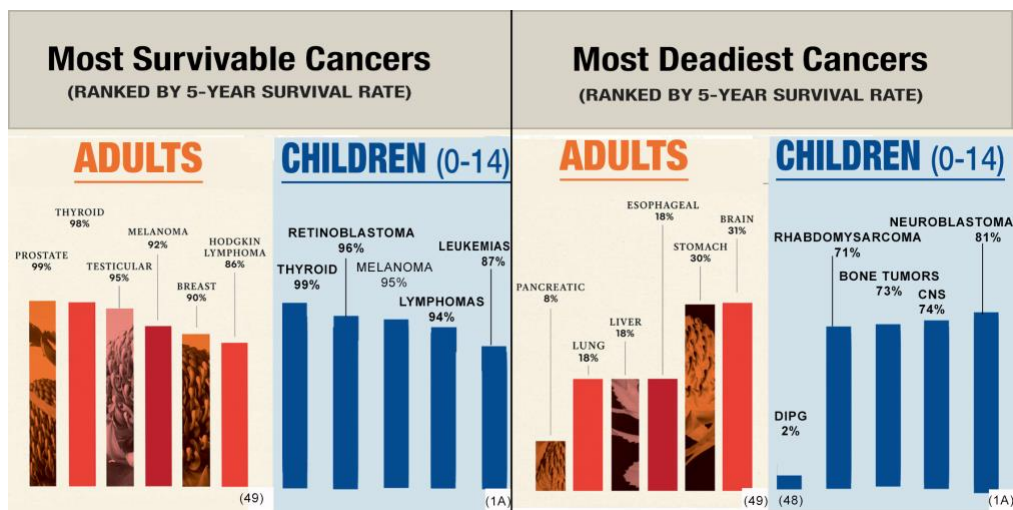 Most Survivable Cancers
(RANKED BY 5-YEAR SURVIVAL RATE)
ADULTS
PROSTATE
99%
THYROID
98%
TESTICULAR
95%
MELANOMA
92%
BREAST
90%
HODGKIN
LYMPHOMA
86%
(49)
CHILDREN (0-14)
THYROID
99%
RETINOBLASTOMA
96%
MELANOMA
95%
LYMPHOMAS
94%
LEUKEMIAS
87%
(1A)
Most Deadiest Cancers
(RANKED BY 5-YEAR SURVIVAL RATE)
ADULTS
PANCREATIC
8%
LUNG
18%
LIVER
18%
ESOPHAGEAL
18%
STOMACH
30%
BRAIN
31%
(49)
CHILDREN (0-14)
DIPG
2%
RHABDOMYSARCOMA
71%
BONE TUMORS
73%
CNS
74%
NEUROBLASTOMA
81%
(48)
(1A)